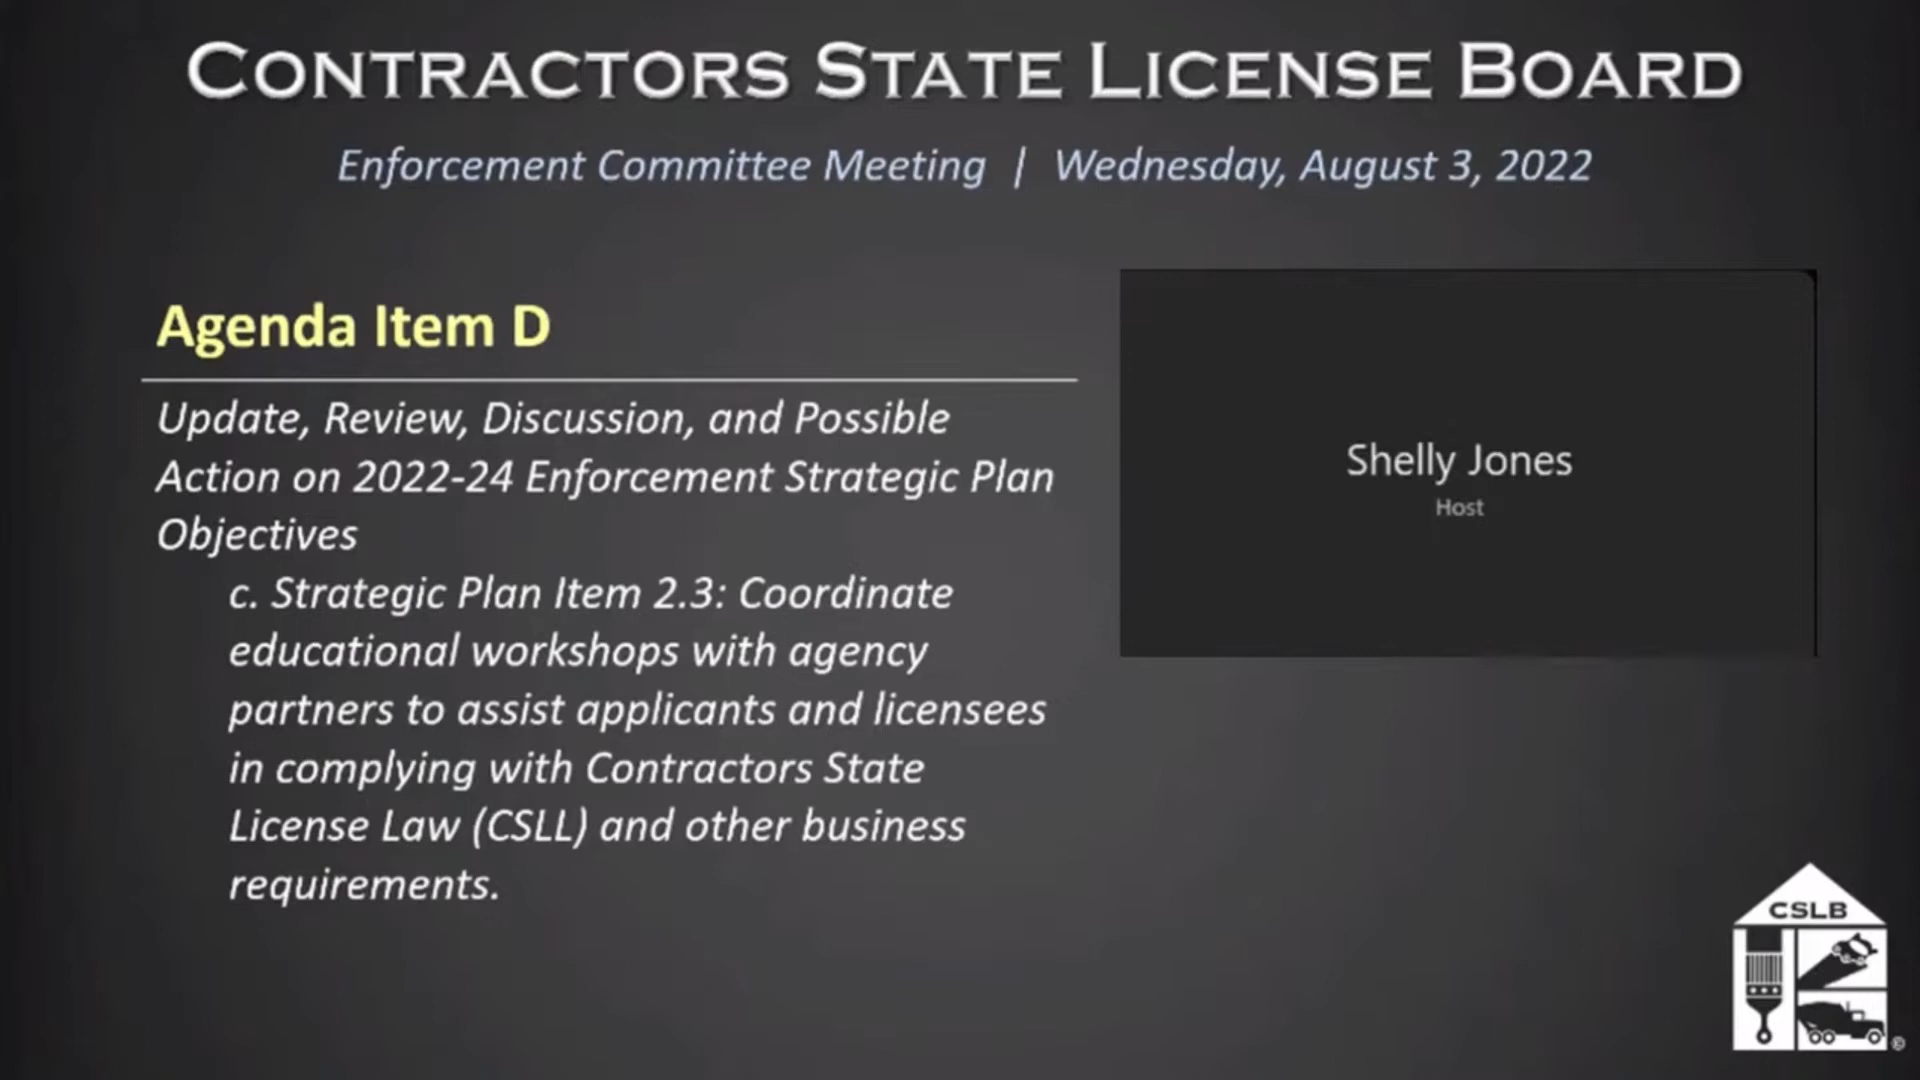 CONTRACTORS STATE LICENSE BOARD
Enforcement Committee Meeting | Wednesday, August 3, 2022
Agenda Item D
Update, Review, Discussion, and Possible
Action on 2022-24 Enforcement Strategic Plan
Objectives
c. Strategic Plan Item 2.3: Coordinate
educational workshops with agency
partners to assist applicants and licensees
in complying with Contractors State
License Law (CSLL) and other business
requirements.
Shelly Jones
Host
CSLB
©